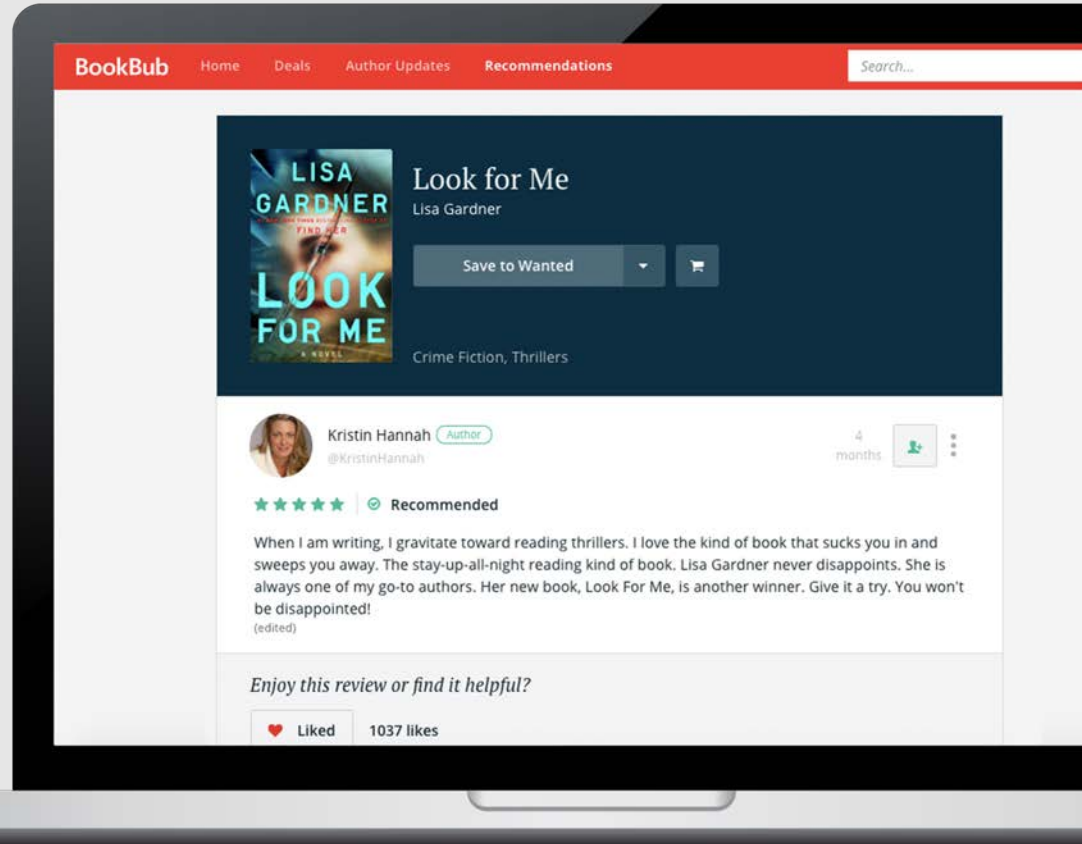 BookBub Home Deals Author Updates Recommendations Search...
LISA
GARDNER
FIND HER
LOOK
FOR ME
A NOVEL
Look for Me
Lisa Gardner
Save to Wanted
Crime Fiction, Thrillers
Kristin Hannah Author
@KristinHannah
4
months
Recommended
When I am writing, I gravitate toward reading thrillers. I love the kind of book that sucks you in and
sweeps you away. The stay-up-all-night reading kind of book. Lisa Gardner never disappoints. She is
always one of my go-to authors. Her new book, Look For Me, is another winner. Give it a try. You won't
be disappointed!
(edited)
Enjoy this review or find it helpful?
Liked 1037 likes